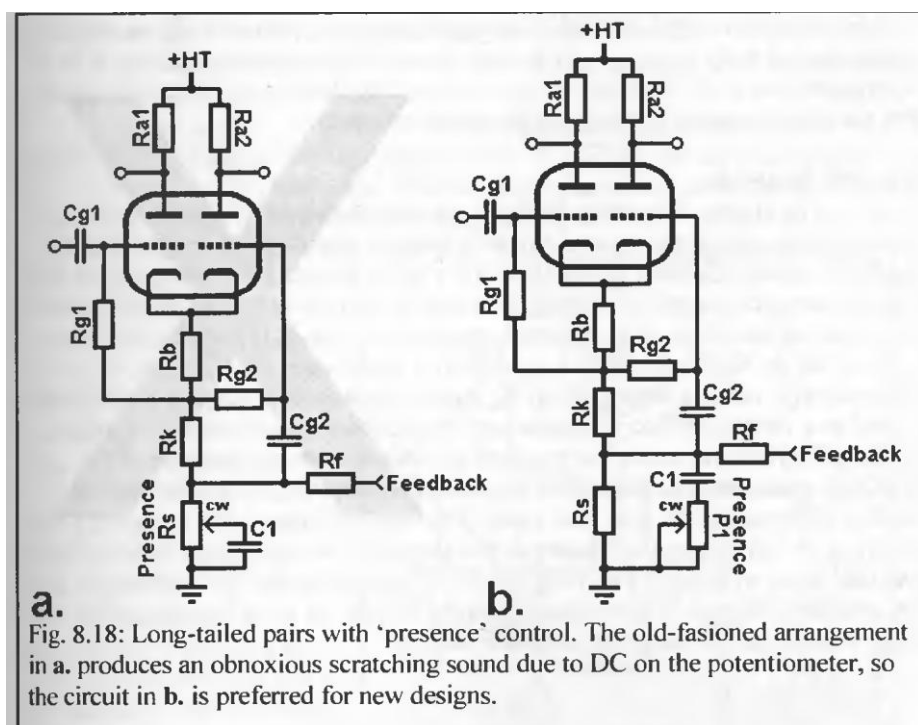 +HT
Ra1
Ra2
Cg1
Rg1
Rb
Rg2
Cg2
Rk
Rf
Feedback
Presence
Rs
cw
C1
a.
+HT
Ra1
Ra2
Cg1
Rg1
Rb
Rg2
Cg2
Rk
Rf
Feedback
C1
Rs
cw
Presence
P1
b.
Fig. 8.18: Long-tailed pairs with ‘presence’ control. The old-fasioned arrangement
in a. produces an obnoxious scratching sound due to DC on the potentiometer, so
the circuit in b. is preferred for new designs.